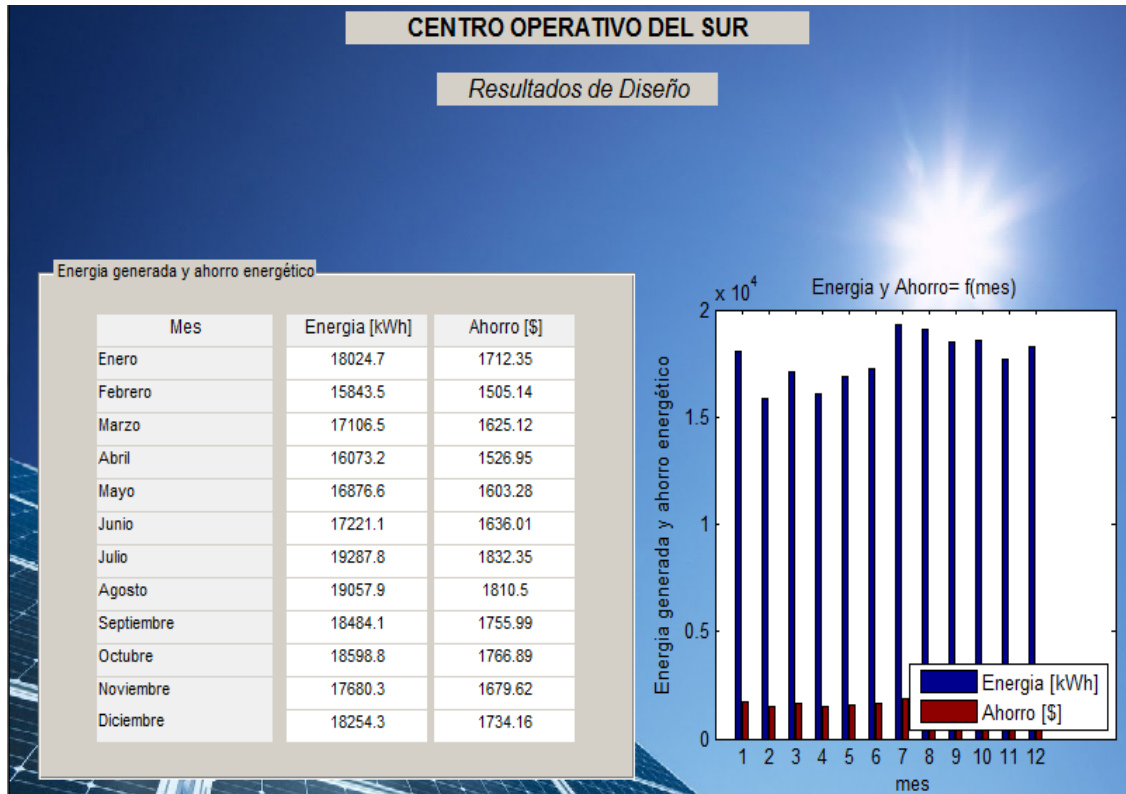 CENTRO OPERATIVO DEL SUR
Resultados de Diseño
Energia generada y ahorro energético
Mes Energia [kWh] Ahorro [$]
Enero 18024.7 1712.35
Febrero 15843.5 1505.14
Marzo 17106.5 1625.12
Abril 16073.2 1526.95
Mayo 16876.6 1603.28
Junio 17221.1 1636.01
Julio 19287.8 1832.35
Agosto 19057.9 1810.5
Septiembre 18484.1 1755.99
Octubre 18598.8 1766.89
Noviembre 17680.3 1679.62
Diciembre 18254.3 1734.16
x 10^4
Energia y Ahorro= f(mes)
Energia generada y ahorro energético
2
1.5
1
0.5
0
Energia [kWh]
Ahorro [$]
1 2 3 4 5 6 7 8 9 10 11 12
mes